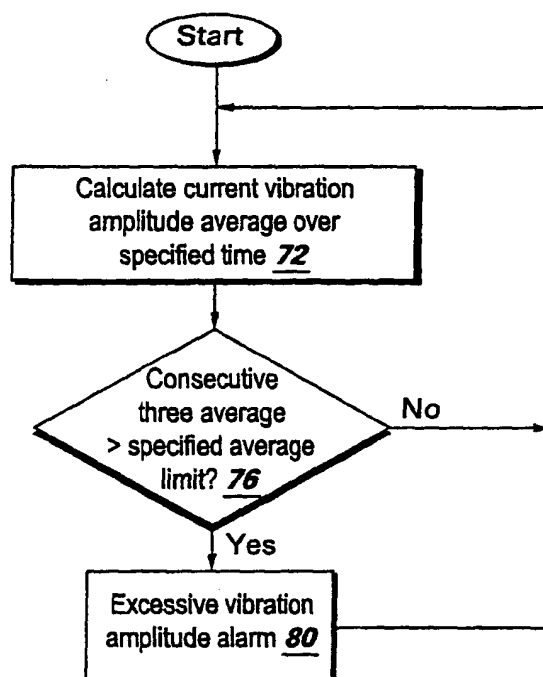 Start
Calculate current vibration
amplitude average over
specified time 72
Consecutive
three average
> specified average
limit? 76
No
Yes
Excessive vibration
amplitude alarm 80